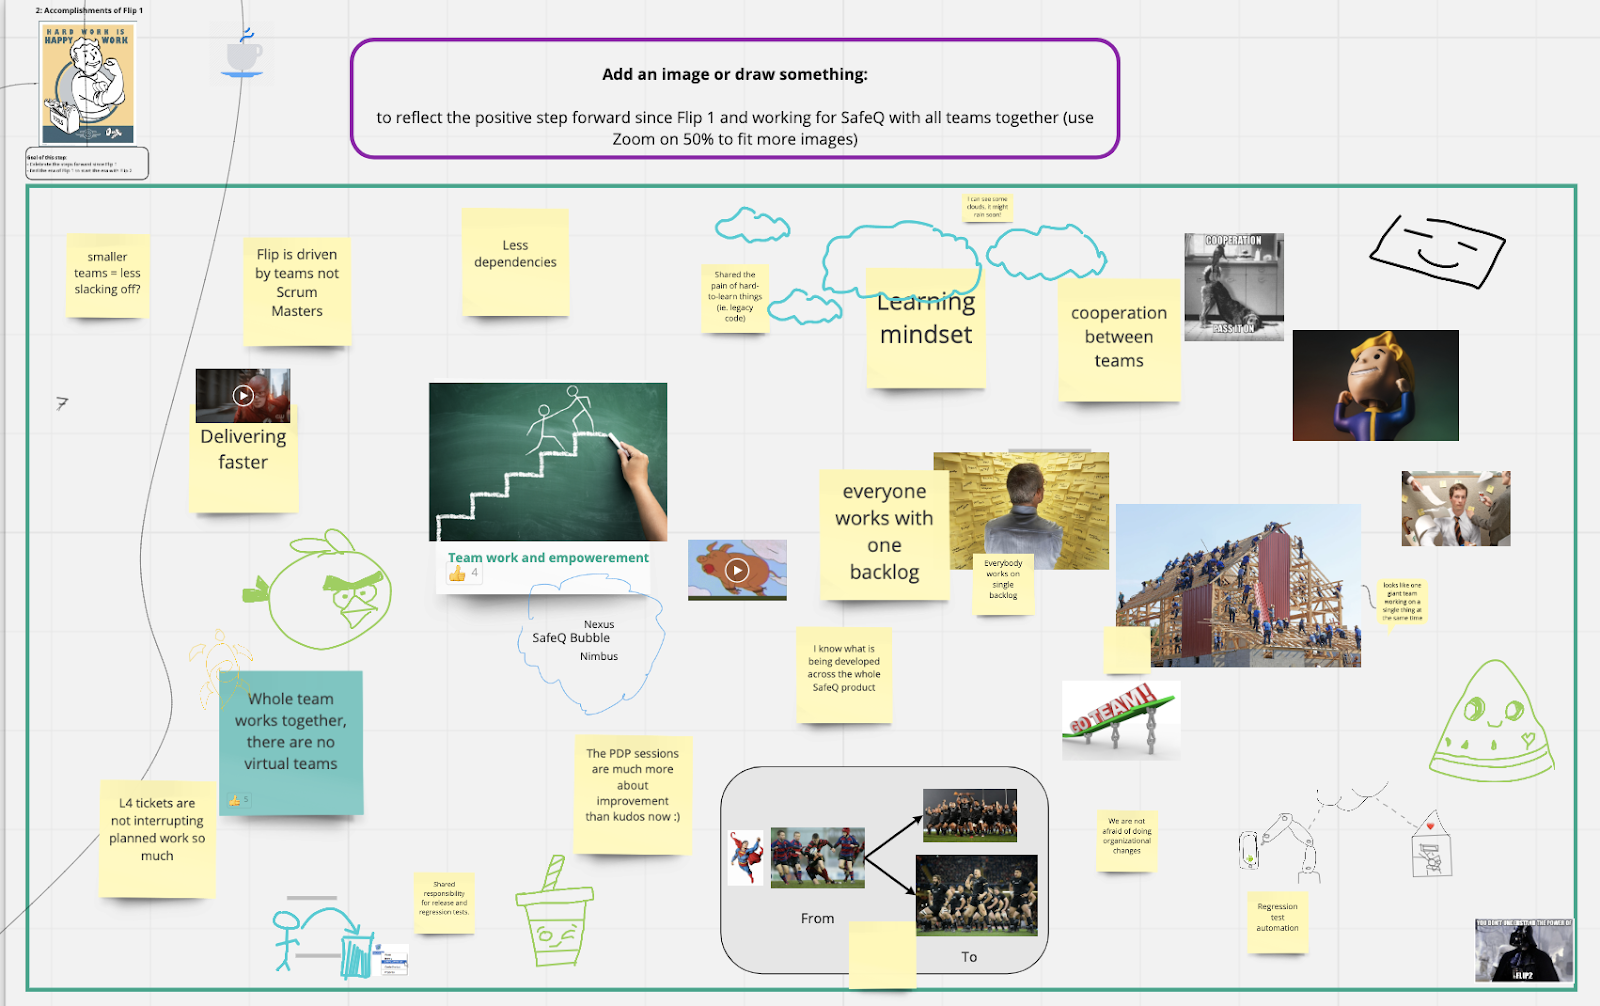 2: Accomplishments of Flip 1
HARD WORK IS
HAPPY WORK
TOOLS
Goal of this step:
Add an image or draw something:
to reflect the positive step forward since Flip 1 and working for SafeQ with all teams together (use
Zoom on 50% to fit more images)
smaller
teams = less
slacking off?
Flip is driven
by teams not
Scrum
Masters
Less
dependencies
I can see some
clouds, it might
rain soon!
Shared the
pain of hard-
to-learn things
(ie. legacy
code)
Learning
mindset
cooperation
between
teams
COOPERATION
PASS IT ON
7
Delivering
faster
Team work and empowerement
4
everyone
works with
one
backlog
Everybody
works on
single
backlog
looks like one
giant team
working on a
single thing at
the same time
Nexus
SafeQ Bubble
Nimbus
I know what is
being developed
across the whole
SafeQ product
GO TEAM!
Whole team
works together,
there are no
virtual teams
5
The PDP sessions
are much more
about
improvement
than kudos now :)
L4 tickets are
not interrupting
planned work so
much
Shared
responsibility
for release and
regression tests.
From
To
We are not
afraid of doing
organizational
changes
Regression
test
automation
YOU DON'T UNDERSTAND THE POWER OF
FLIP2